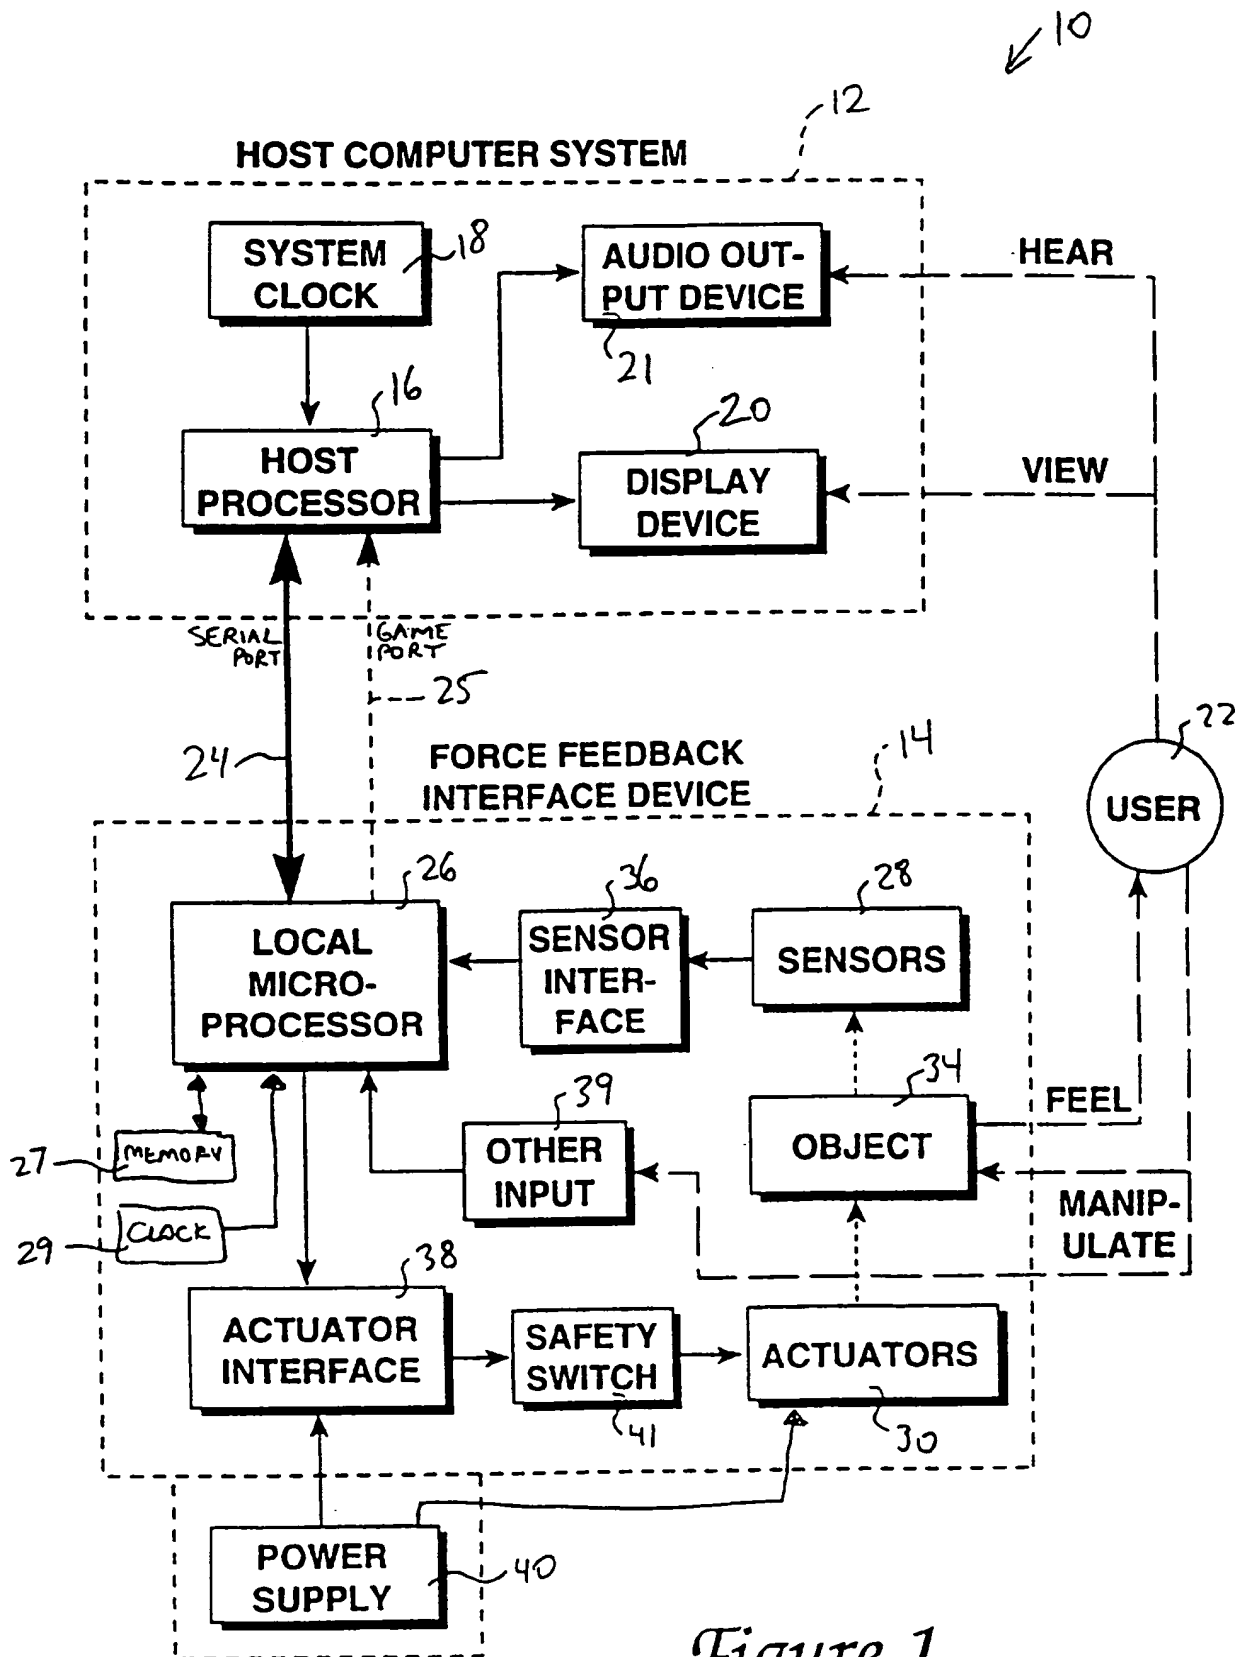 10
12
HOST COMPUTER SYSTEM
SYSTEM
CLOCK
18
AUDIO OUT-
PUT DEVICE
21
HEAR
16
HOST
PROCESSOR
20
DISPLAY
DEVICE
VIEW
SERIAL
PORT
GAME
PORT
25
24
FORCE FEEDBACK
INTERFACE DEVICE
14
22
USER
26
LOCAL
MICRO-
PROCESSOR
36
SENSOR
INTER-
FACE
28
SENSORS
34
OBJECT
FEEL
39
OTHER
INPUT
MANIP-
ULATE
27
MEMORY
29
CLOCK
38
ACTUATOR
INTERFACE
SAFETY
SWITCH
41
ACTUATORS
30
POWER
SUPPLY
40
Figure 1